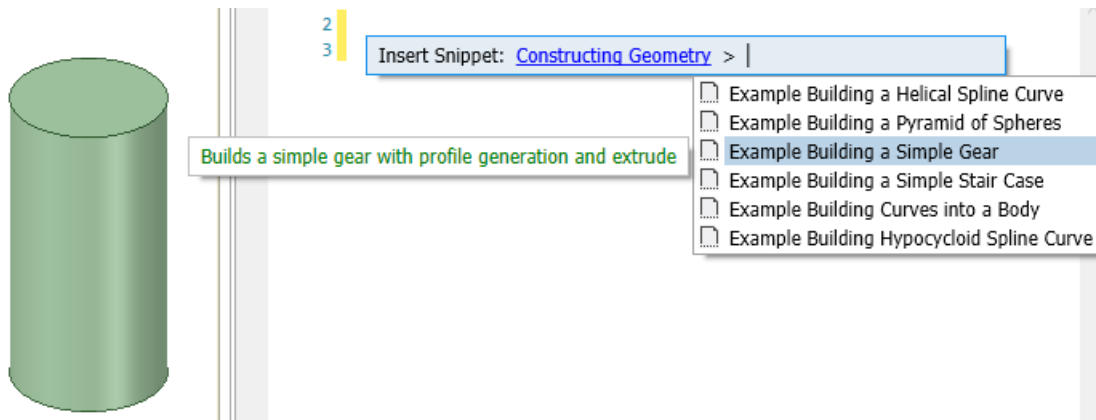 2
3
Insert Snippet: Constructing Geometry > |
Example Building a Helical Spline Curve
Example Building a Pyramid of Spheres
Builds a simple gear with profile generation and extrude
Example Building a Simple Gear
Example Building a Simple Stair Case
Example Building Curves into a Body
Example Building Hypocycloid Spline Curve